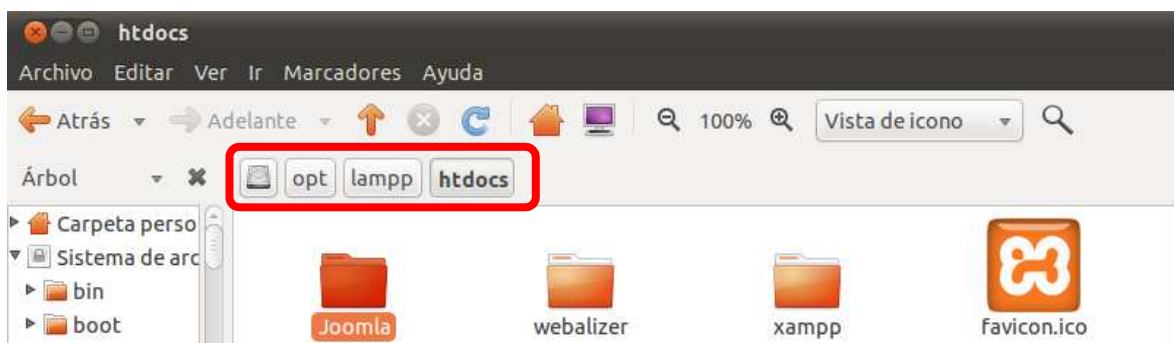 htdocs
Archivo Editar Ver Ir Marcadores Ayuda
Atrás Adelante 100% Vista de icono
Árbol opt lampp htdocs
Carpeta perso
Sistema de arc
bin
boot
Joomla webalizer xampp favicon.ico